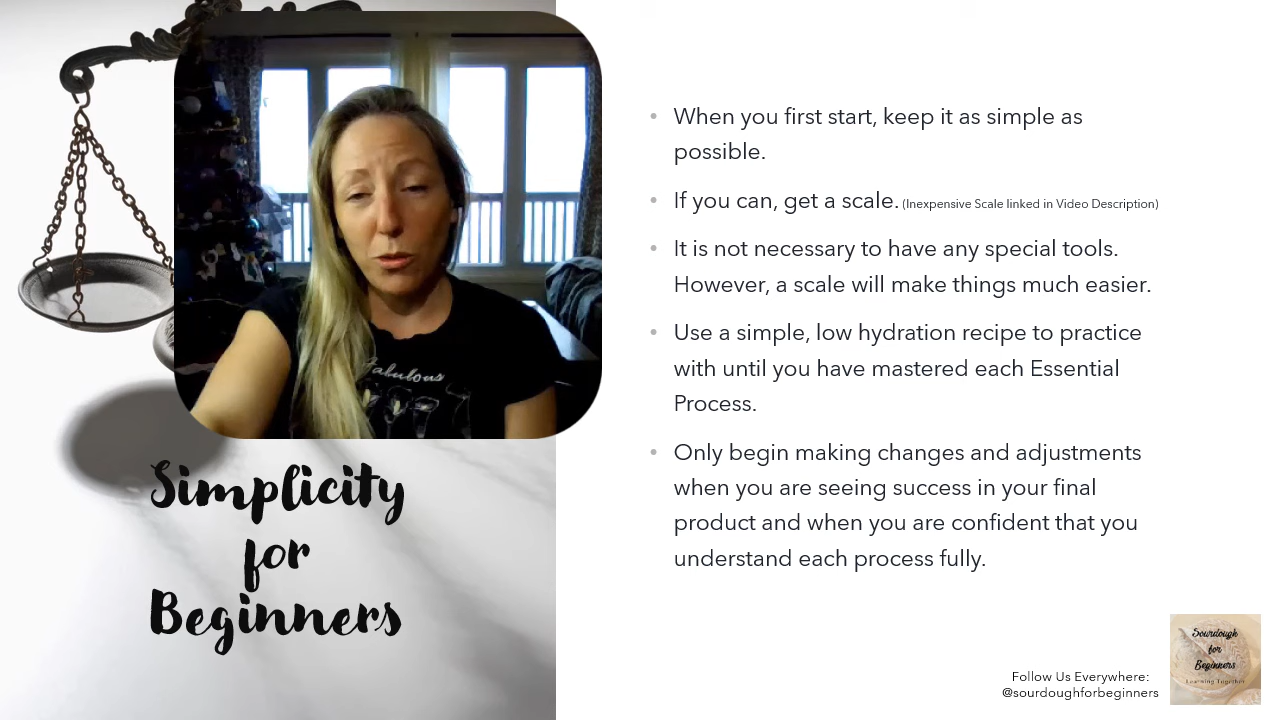 Fabulous
Simplicity
for
Beginners
When you first start, keep it as simple as
possible.
If you can, get a scale. (Inexpensive Scale linked in Video Description)
It is not necessary to have any special tools.
However, a scale will make things much easier.
Use a simple, low hydration recipe to practice
with until you have mastered each Essential
Process.
Only begin making changes and adjustments
when you are seeing success in your final
product and when you are confident that you
understand each process fully.
Follow Us Everywhere:
@sourdoughforbeginners
Sourdough
for
Beginners
Learning Together